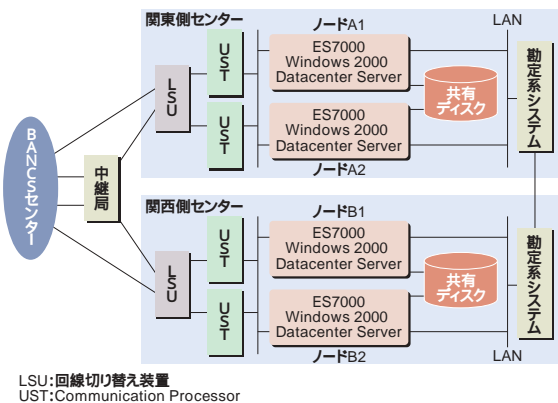 関東側センター
ノードA1
LAN
UST
ES7000
Windows 2000
Datacenter Server
勘定系システム
LSU
共有
ディスク
UST
ES7000
Windows 2000
Datacenter Server
ノードA2
BANCSセンター
中継局
関西側センター
ノードB1
UST
ES7000
Windows 2000
Datacenter Server
勘定系システム
LSU
共有
ディスク
UST
ES7000
Windows 2000
Datacenter Server
ノードB2
LAN
LSU:回線切り替え装置
UST:Communication Processor